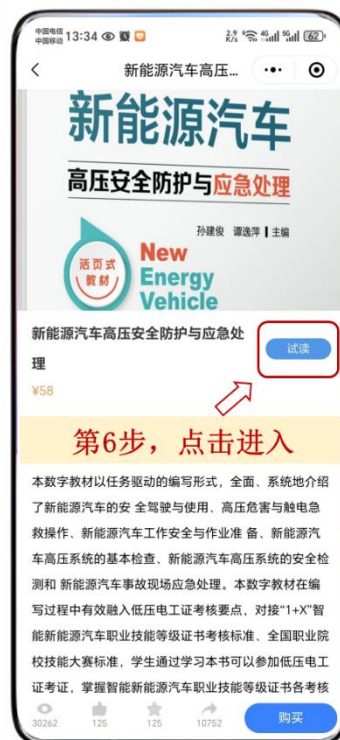 中国电信
中国移动 13:34
2.9 K/s 4G 5G 62
新能源汽车高压...
新能源汽车
高压安全防护与应急处理
孙建俊 谭逸萍 主编
活页式
教材
New
Energy
Vehicle
新能源汽车高压安全防护与应急处
理
试读
¥58
第6步，点击进入
本数字教材以任务驱动的编写形式，全面、系统地介绍
了新能源汽车的安 全驾驶与使用、高压危害与触电急
救操作、新能源汽车工作安全与作业准 备、新能源汽
车高压系统的基本检查、新能源汽车高压系统的安全检
测和 新能源汽车事故现场应急处理。本数字教材在编
写过程中有效融入低压电工证考核要点，对接“1+X”智
能新能源汽车职业技能等级证书考核标准、全国职业院
校技能大赛标准，学生通过学习本书可以参加低压电工
证考证，掌握智能新能源汽车职业技能等级证书各考核
30262 125 125 10752 购买